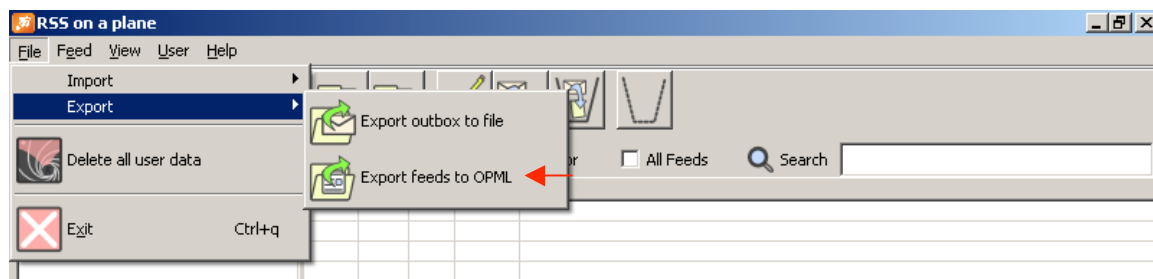 RSS on a plane
File Feed View User Help
Import
Export
Export outbox to file
Delete all user data
or All Feeds Search
Export feeds to OPML
Exit Ctrl+q